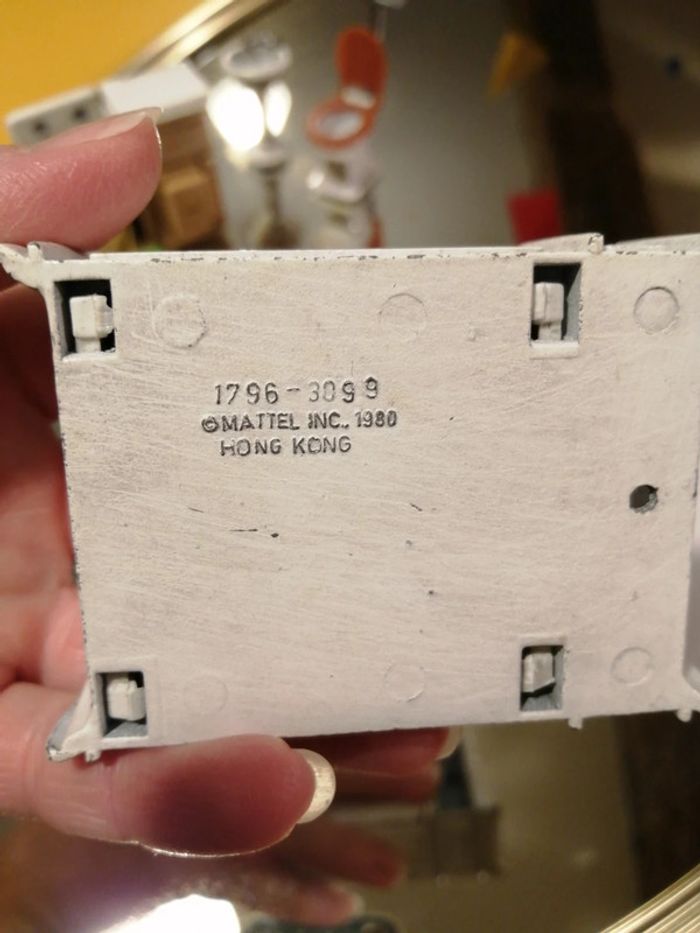 1796-3099
©MATTEL INC., 1980
HONG KONG